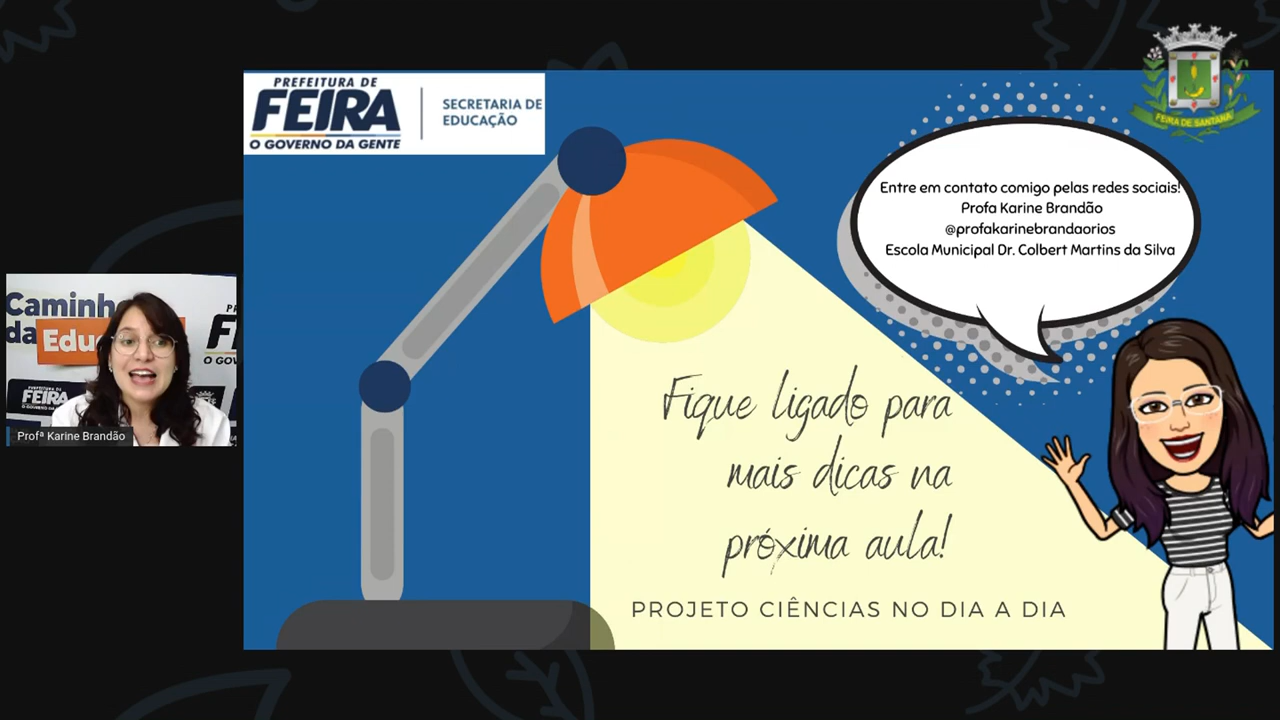 PREFEITURA DE
FEIRA
O GOVERNO DA GENTE
SECRETARIA DE
EDUCAÇÃO
FEIRA DE SANTANA
Entre em contato comigo pelas redes sociais!
Profa Karine Brandão
@profakarinebrandaorios
Escola Municipal Dr. Colbert Martins da Silva
Caminh
da
Edu
FEIRA
Profª Karine Brandão
Fique ligado para
mais dicas na
próxima aula!
PROJETO CIÊNCIAS NO DIA A DIA